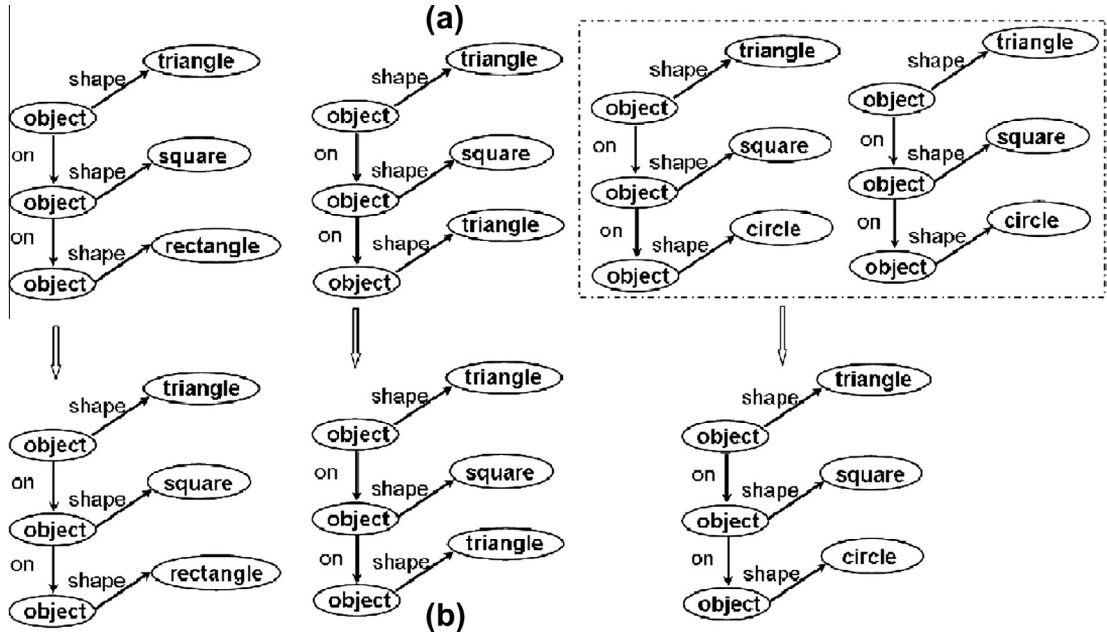 (a)
triangle
shape
object
on
shape
square
object
on
shape
rectangle
object
triangle
shape
object
on
shape
square
object
on
shape
triangle
object
triangle
shape
object
on
shape
square
object
on
shape
circle
object
triangle
shape
object
on
shape
square
object
on
shape
circle
object
triangle
shape
object
on
shape
square
object
on
shape
rectangle
object
triangle
shape
object
on
shape
square
object
on
shape
triangle
object
triangle
shape
object
on
shape
square
object
on
shape
circle
object
(b)